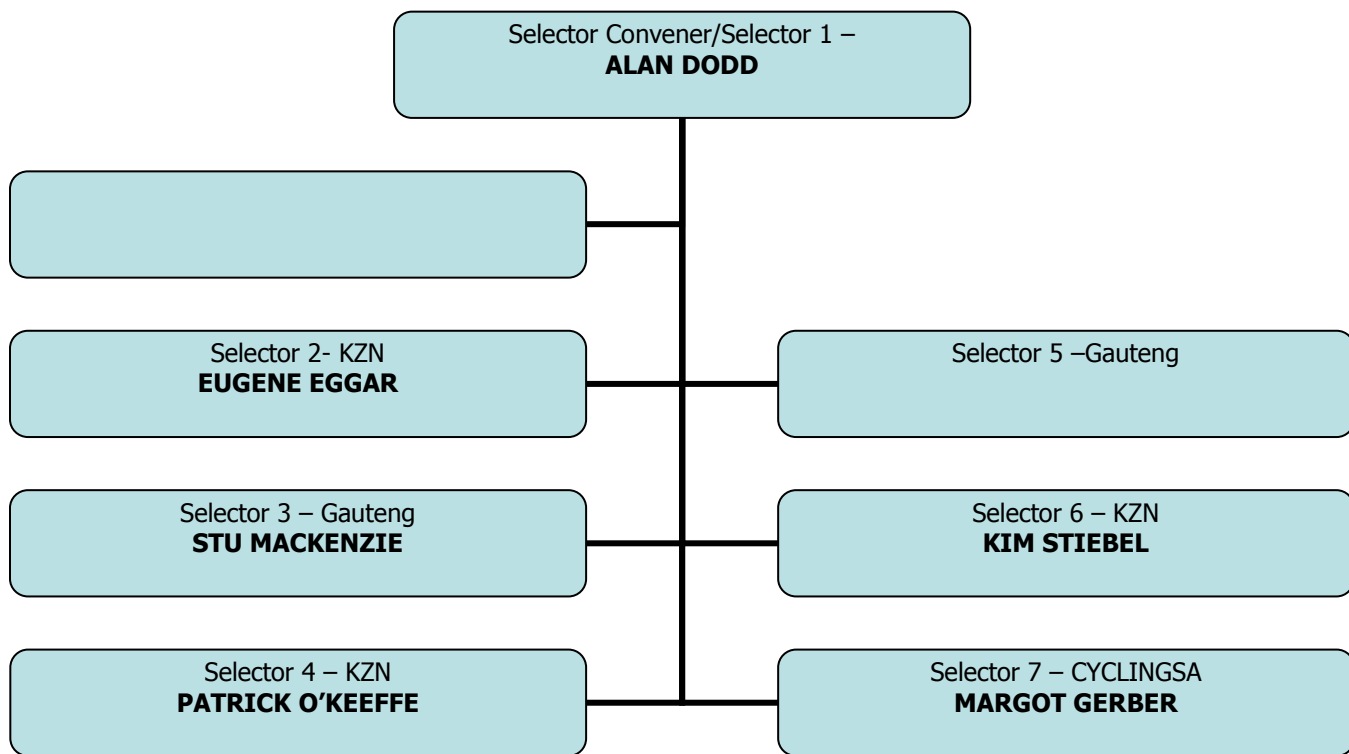 Selector Convener/Selector 1 –
ALAN DODD
Selector 2- KZN
EUGENE EGGAR
Selector 5 –Gauteng
Selector 3 – Gauteng
STU MACKENZIE
Selector 6 – KZN
KIM STIEBEL
Selector 4 – KZN
PATRICK O’KEEFFE
Selector 7 – CYCLINGSA
MARGOT GERBER